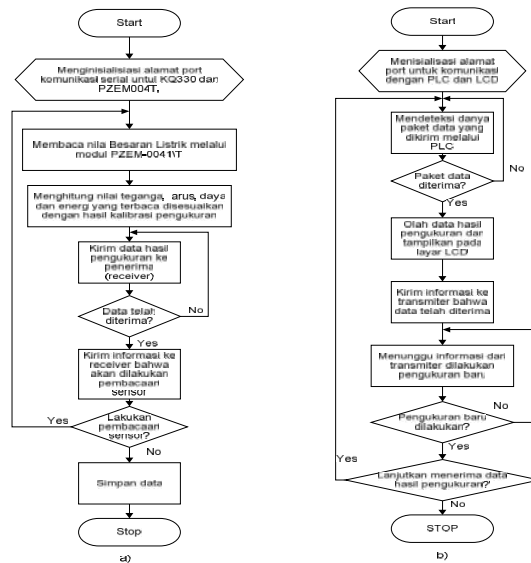 Start
Menginisialisiasi alamat port
komunikasi serial untul KQ330 dan
PZEM004T,
Membaca nila Besaran Listrik melalui
modul PZEM-0041\T
Menghitung nilai teganga, arus, daya
dan energ yang terbaca disesuaikan
dengan hasil kalibrasi pengukuran
Kirim data hasil
pengukuran ke
penerima
(receiver)
Data telah
diterima?
No
Yes
Kirim informasi ke
receiver bahwa
akan dilakukan
pembacaan
sensor
Yes
Lakukan
pembacaan
sensor?
No
Simpan data
Stop
a)
Start
Menisialisasi alamat
port untuk komunikasi
dengan PLC dan LCD
Mendeteksi danya
paket data yang
dikirim melalui
PLC
No
Paket data
diterima?
Yes
Olah data hasil
pengukuran dan
tampilkan pada
layar LCD
Kirim informasi ke
transmiter bahwa
data telah diterima
Menunggu informasi dari
transmiter dilakukan
pengukuran baru
No
Pengukuran baru
dilakukan?
Yes
Yes
Lanjutkan menerima data
hasil pengukuran?
No
STOP
b)